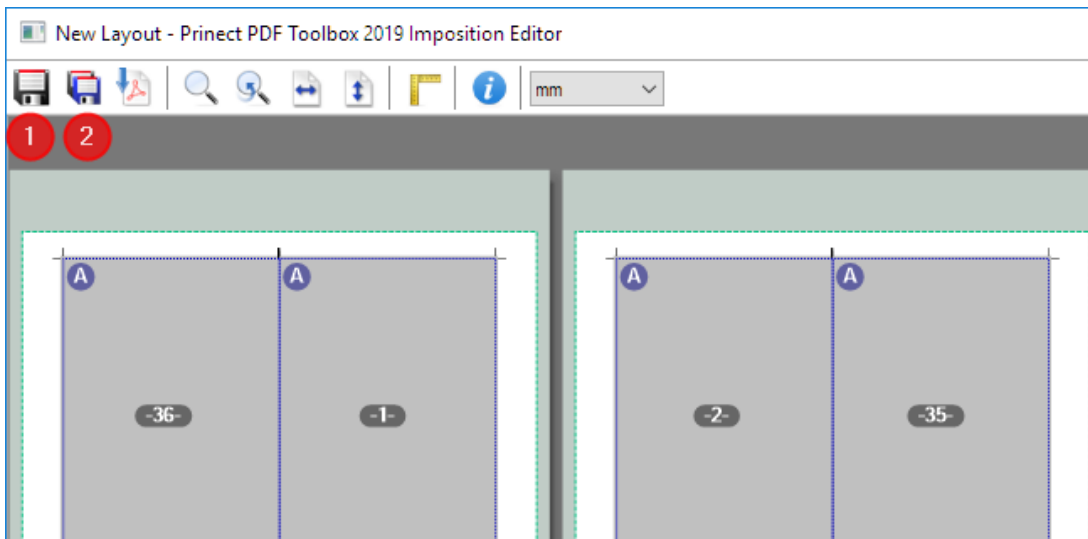 New Layout - Prinect PDF Toolbox 2019 Imposition Editor
i mm
1 2
A A A A
-36- -1- -2- -35-